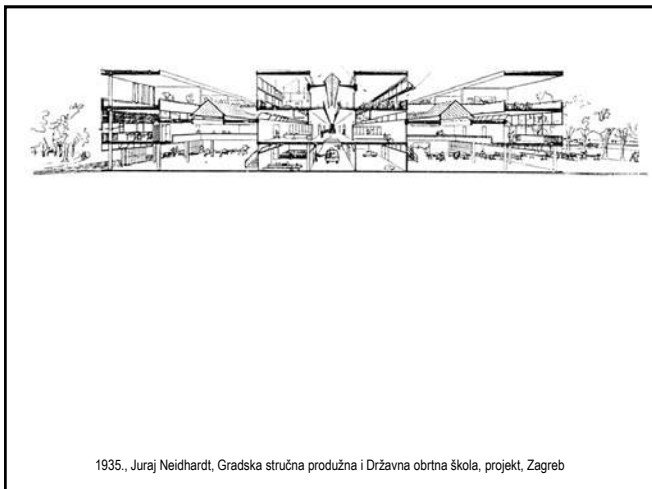 1935., Juraj Neidhardt, Gradska stručna produžna i Državna obrtna škola, projekt, Zagreb